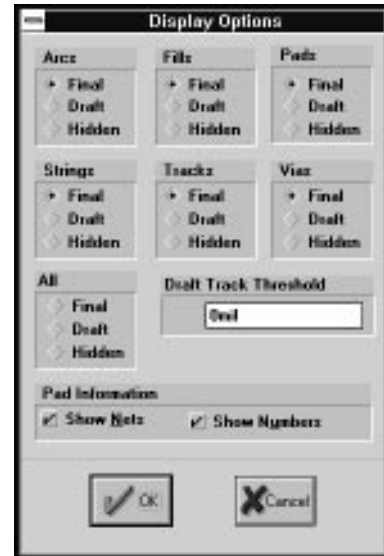 Display Options
Arcs
Final
Draft
Hidden
Fills
Final
Draft
Hidden
Pads
Final
Draft
Hidden
Strings
Final
Draft
Hidden
Tracks
Final
Draft
Hidden
Vias
Final
Draft
Hidden
All
Final
Draft
Hidden
Draft Track Threshold
0mil
Pad Information
Show Nets
Show Numbers
OK
Cancel